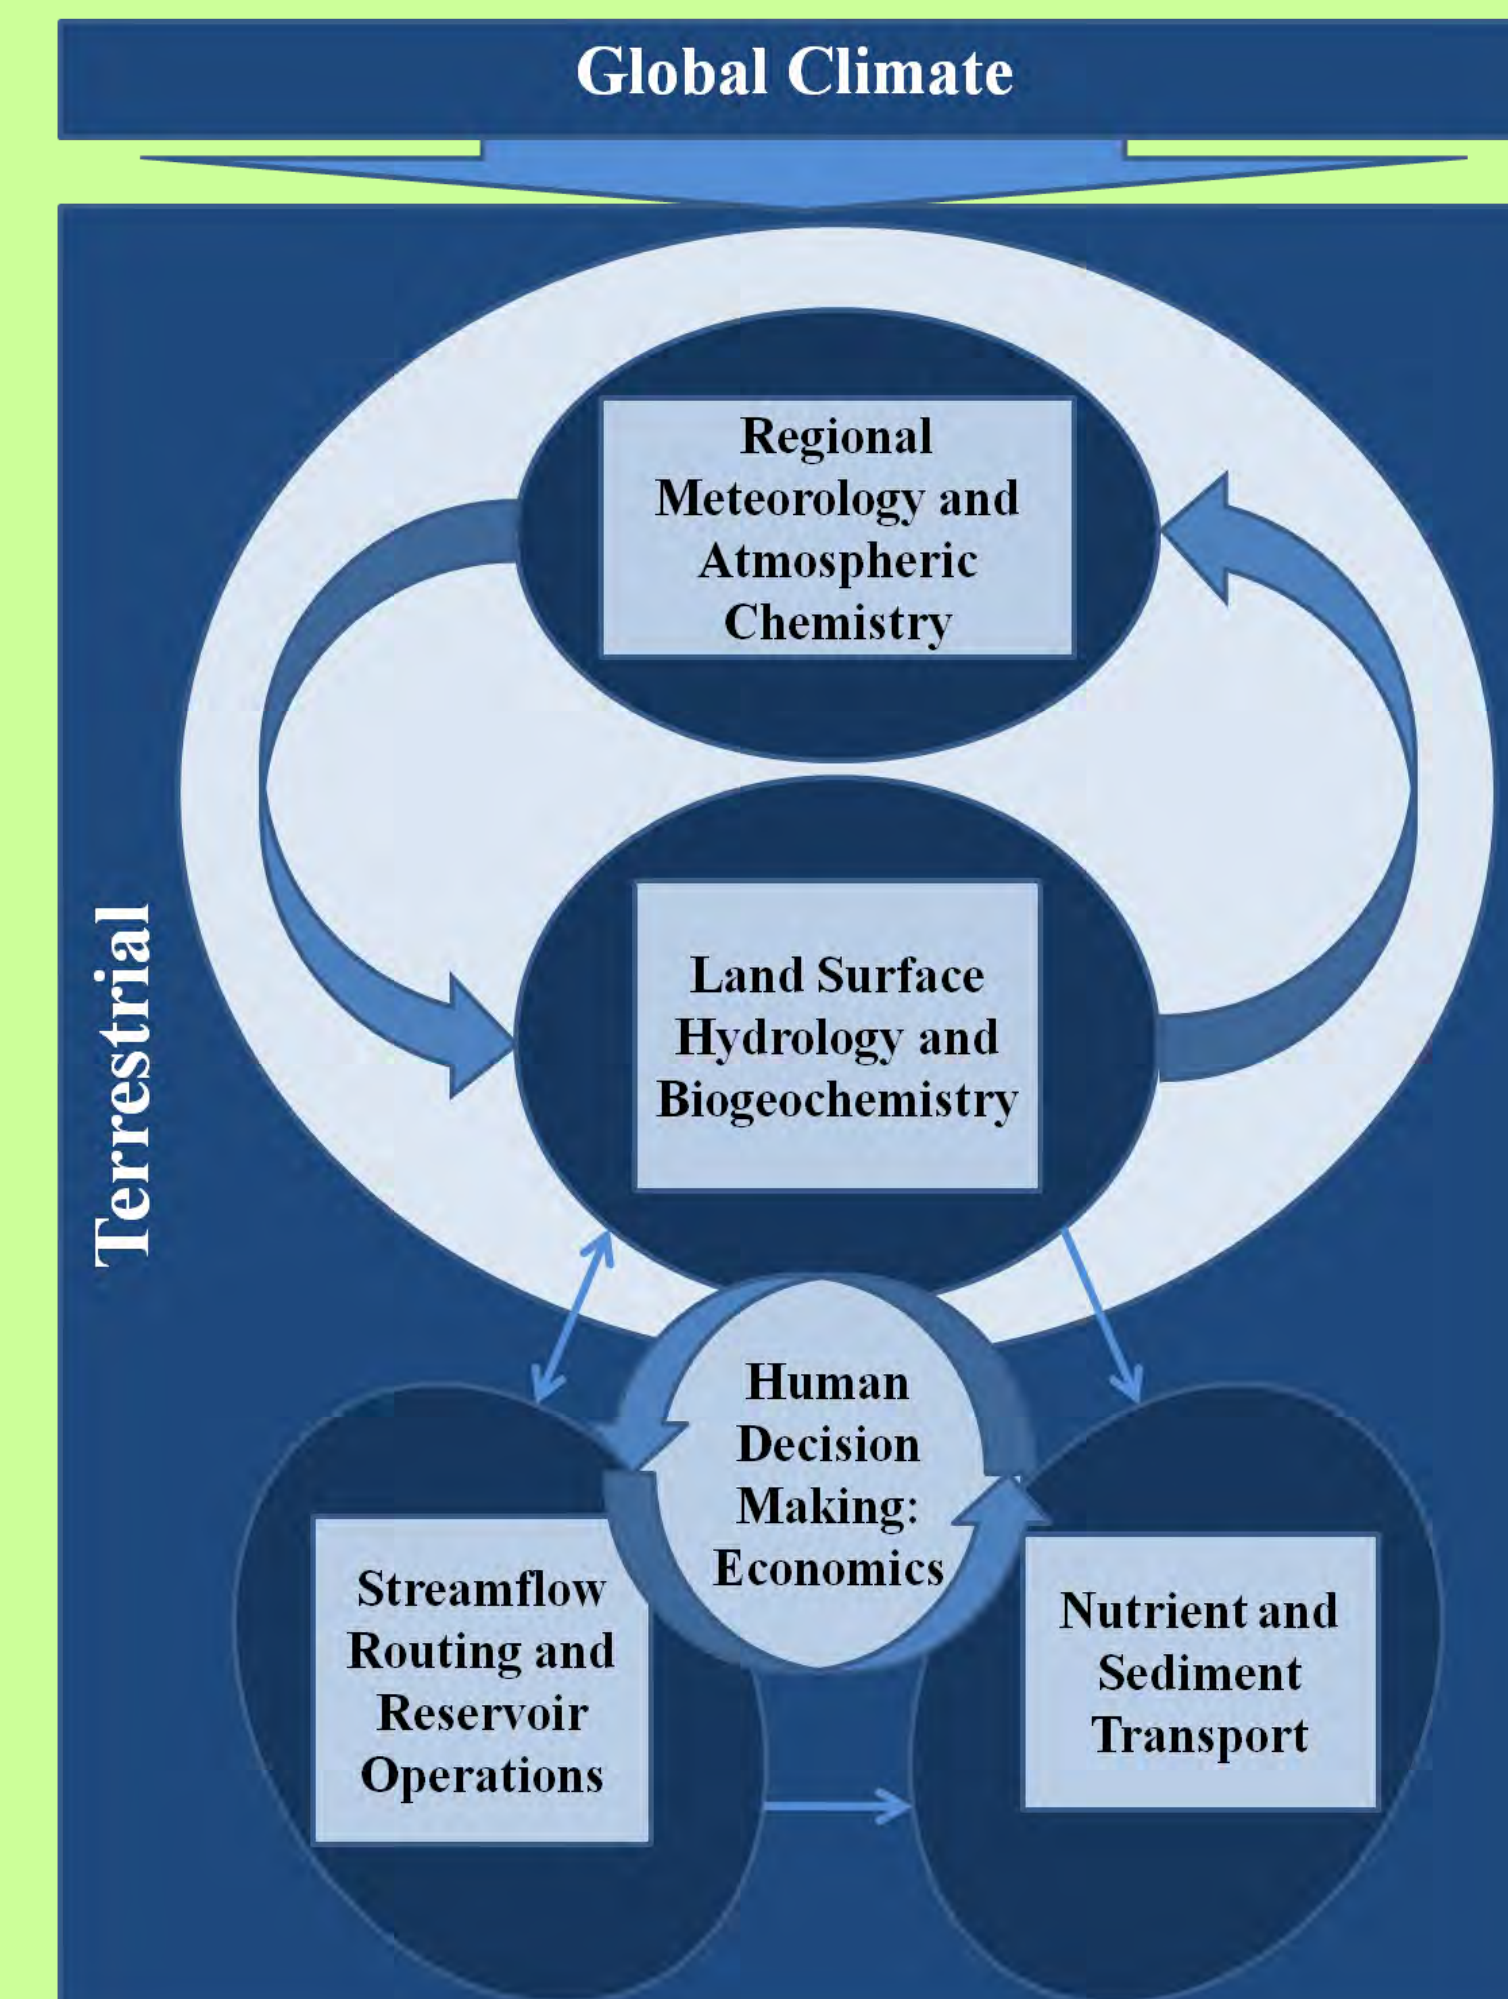 Global Climate
Regional
Meteorology and
Atmospheric
Chemistry
Land Surface
Hydrology and
Biogeochemistry
Terrestrial
Human
Decision
Making:
Economics
Streamflow
Routing and
Reservoir
Operations
Nutrient and
Sediment
Transport